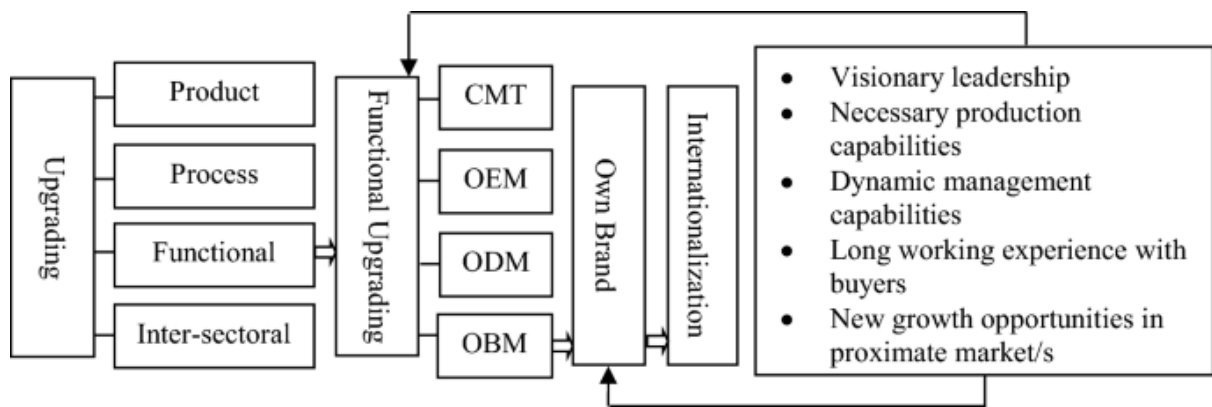 Upgrading
Product
Process
Functional
Inter-sectoral
Functional Upgrading
CMT
OEM
ODM
OBM
Own Brand
Internationalization
● Visionary leadership
● Necessary production
capabilities
● Dynamic management
capabilities
● Long working experience with
buyers
● New growth opportunities in
proximate market/s